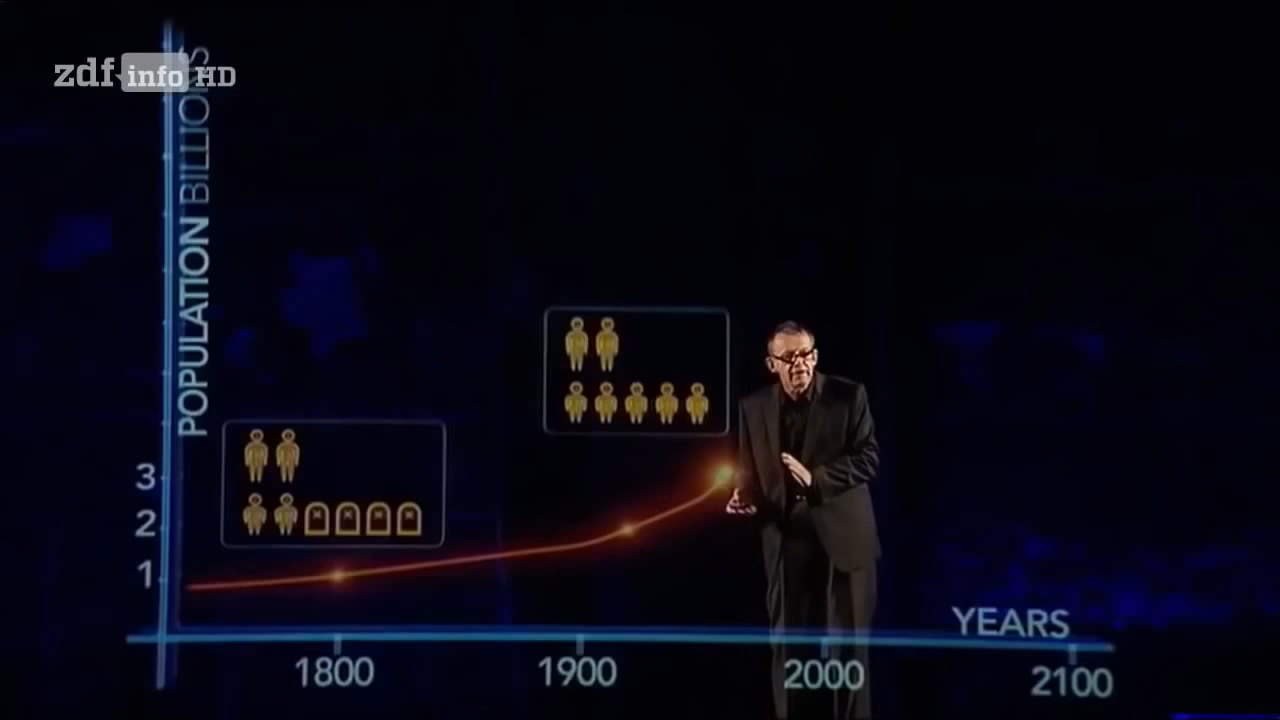 zdf info HD
POPULATION BILLIONS
3
2
1
YEARS
1800 1900 2000 2100